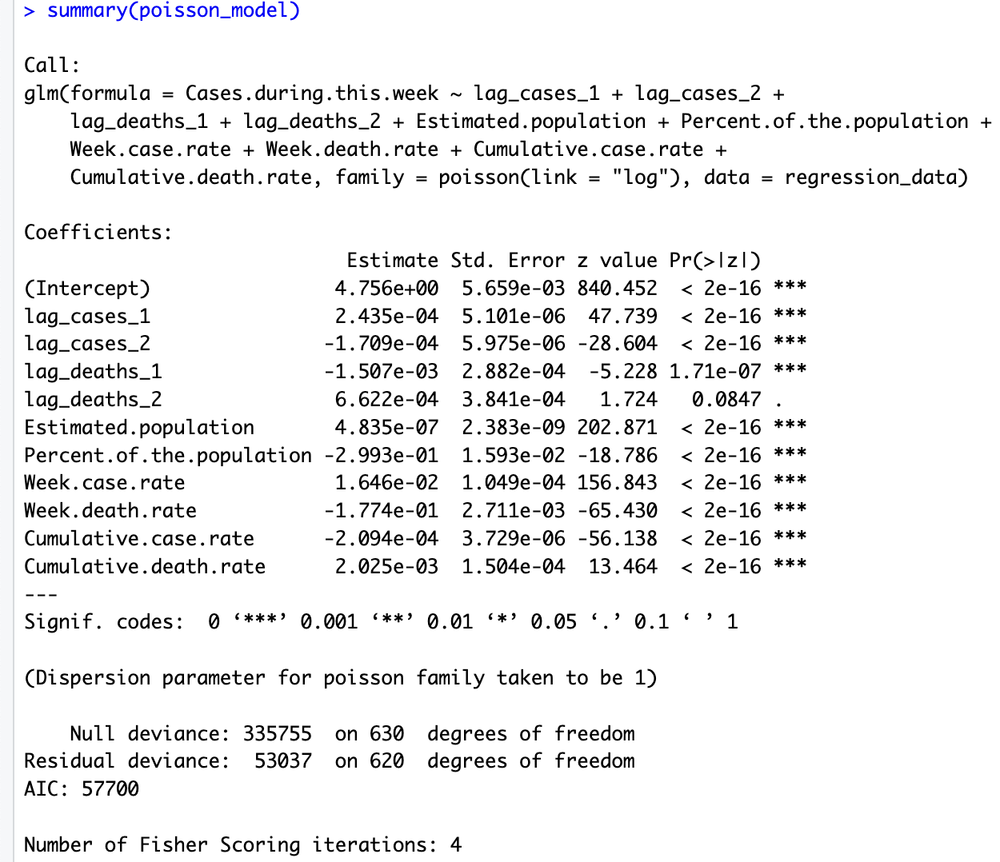 > summary(poisson_model)
Call:
glm(formula = Cases.during.this.week ~ lag_cases_1 + lag_cases_2 +
    lag_deaths_1 + lag_deaths_2 + Estimated.population + Percent.of.the.population +
    Week.case.rate + Week.death.rate + Cumulative.case.rate +
    Cumulative.death.rate, family = poisson(link = "log"), data = regression_data)
Coefficients:
                            Estimate Std. Error z value Pr(>|z|)
(Intercept)                4.756e+00  5.659e-03 840.452  < 2e-16 ***
lag_cases_1                2.435e-04  5.101e-06  47.739  < 2e-16 ***
lag_cases_2               -1.709e-04  5.975e-06 -28.604  < 2e-16 ***
lag_deaths_1              -1.507e-03  2.882e-04  -5.228 1.71e-07 ***
lag_deaths_2               6.622e-04  3.841e-04   1.724   0.0847 .
Estimated.population       4.835e-07  2.383e-09 202.871  < 2e-16 ***
Percent.of.the.population -2.993e-01  1.593e-02 -18.786  < 2e-16 ***
Week.case.rate             1.646e-02  1.049e-04 156.843  < 2e-16 ***
Week.death.rate           -1.774e-01  2.711e-03 -65.430  < 2e-16 ***
Cumulative.case.rate      -2.094e-04  3.729e-06 -56.138  < 2e-16 ***
Cumulative.death.rate      2.025e-03  1.504e-04  13.464  < 2e-16 ***
---
Signif. codes:  0 ‘***’ 0.001 ‘**’ 0.01 ‘*’ 0.05 ‘.’ 0.1 ‘ ’ 1
(Dispersion parameter for poisson family taken to be 1)
    Null deviance: 335755  on 630  degrees of freedom
Residual deviance:  53037  on 620  degrees of freedom
AIC: 57700
Number of Fisher Scoring iterations: 4